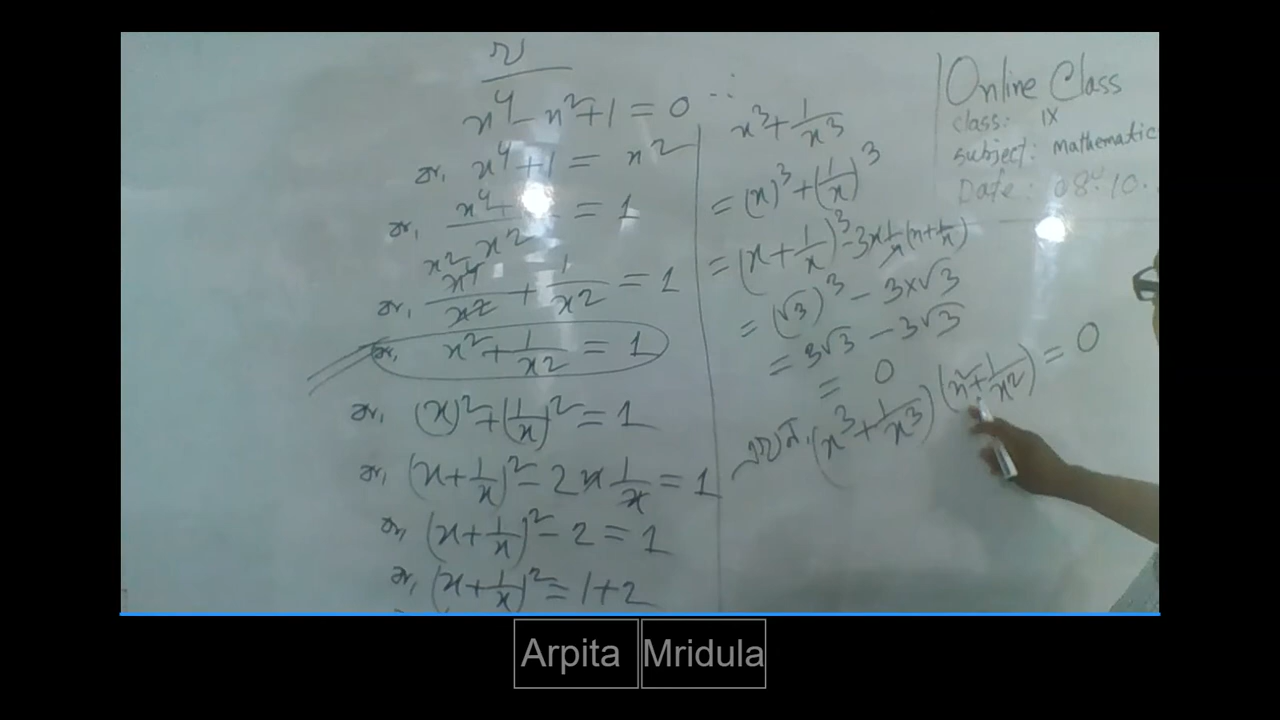 গ
x⁴ - x² + 1 = 0
বা, x⁴ + 1 = x²
বা, x⁴ / x² = 1
x² x²
বা, x⁴/x² + 1/x² = 1
বা, x² + 1/x² = 1
বা, (x)² + (1/x)² = 1
বা, (x + 1/x)² - 2x 1/x = 1
বা, (x + 1/x)² - 2 = 1
বা, (x + 1/x)² = 1 + 2
∴ x³ + 1/x³
= (x)³ + (1/x)³
= (x + 1/x)³ - 3x 1/x (x + 1/x)
= (√3)³ - 3×√3
= 3√3 - 3√3
= 0
এখন, (x³ + 1/x³) (x² + 1/x²) = 0
Online Class
class: IX
subject: Mathematic
Date: 08. 10.
Arpita
Mridula